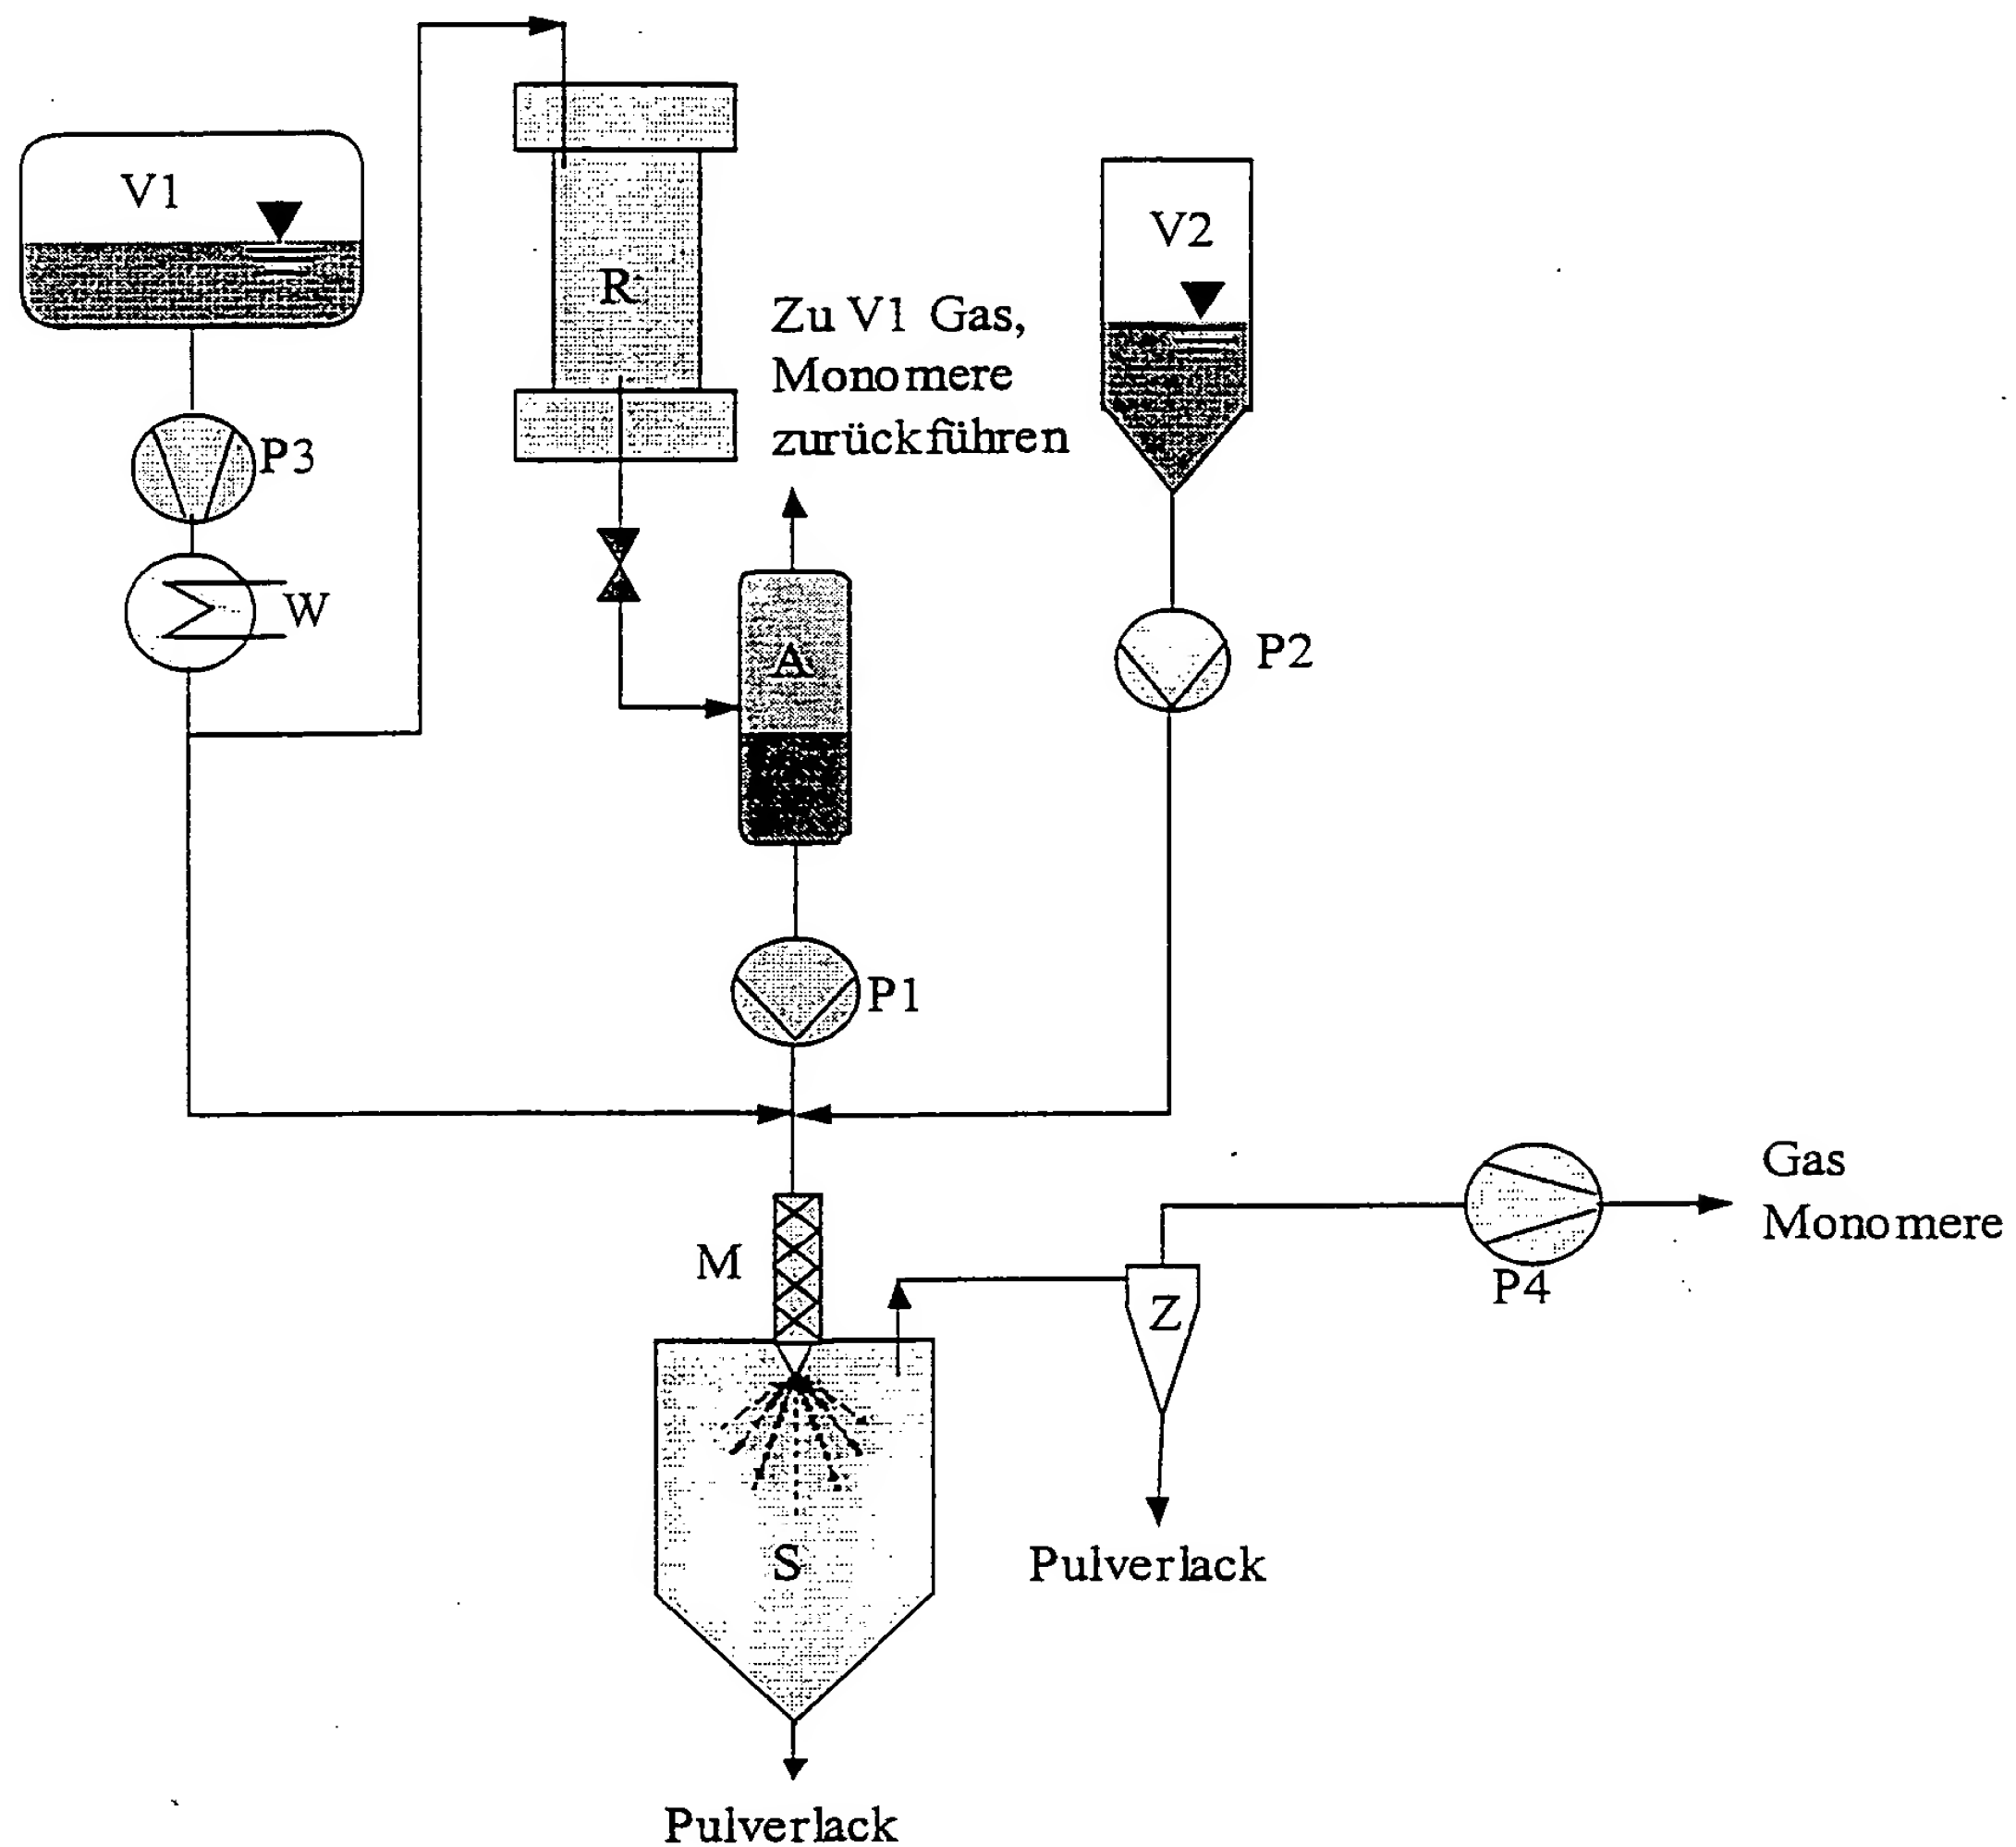 V1
V2
R
Zu V1 Gas,
Monomere
zurückführen
P3
W
A
P2
P1
Gas
Monomere
M
P4
Z
S
Pulverlack
Pulverlack